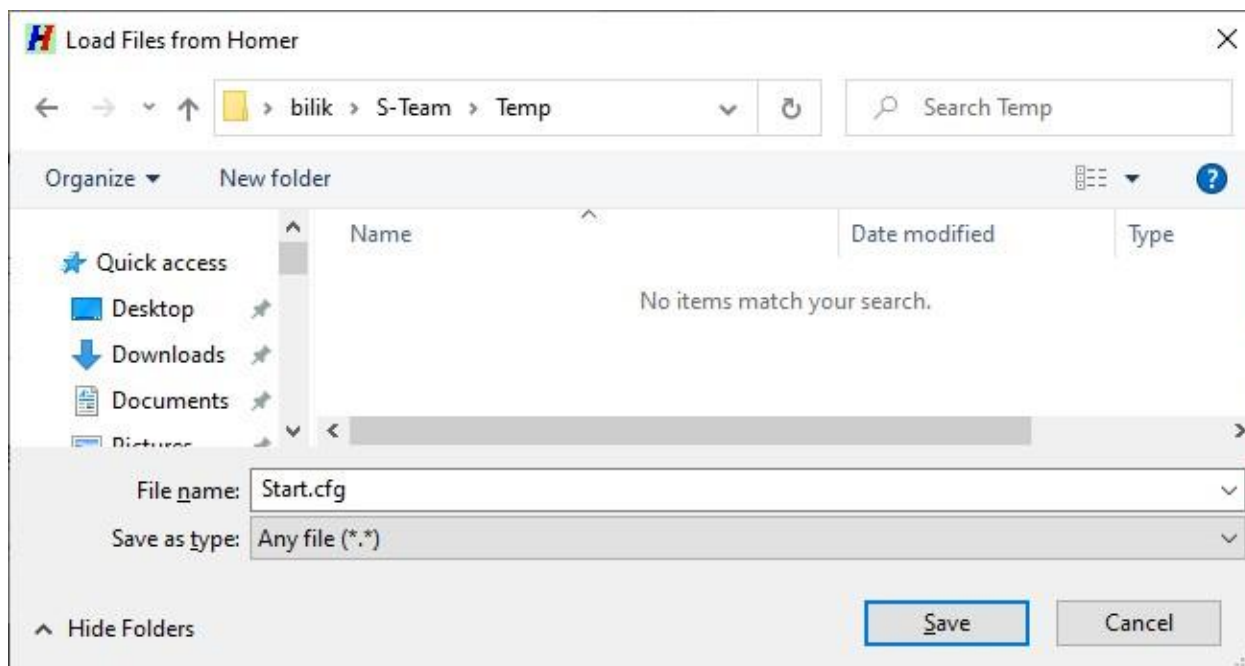 H Load Files from Homer
bilik > S-Team > Temp
Search Temp
Organize
New folder
Name
Date modified
Type
Quick access
Desktop
Downloads
Documents
Pictures
No items match your search.
File name: Start.cfg
Save as type: Any file (*.*)
Hide Folders
Save
Cancel